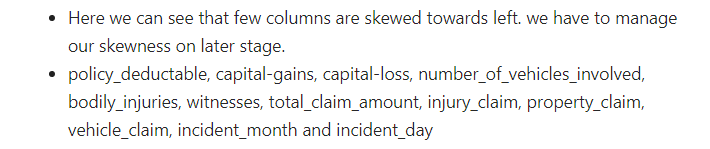 Here we can see that few columns are skewed towards left. we have to manage
our skewness on later stage.
policy_deductable, capital-gains, capital-loss, number_of_vehicles_involved,
bodily_injuries, witnesses, total_claim_amount, injury_claim, property_claim,
vehicle_claim, incident_month and incident_day